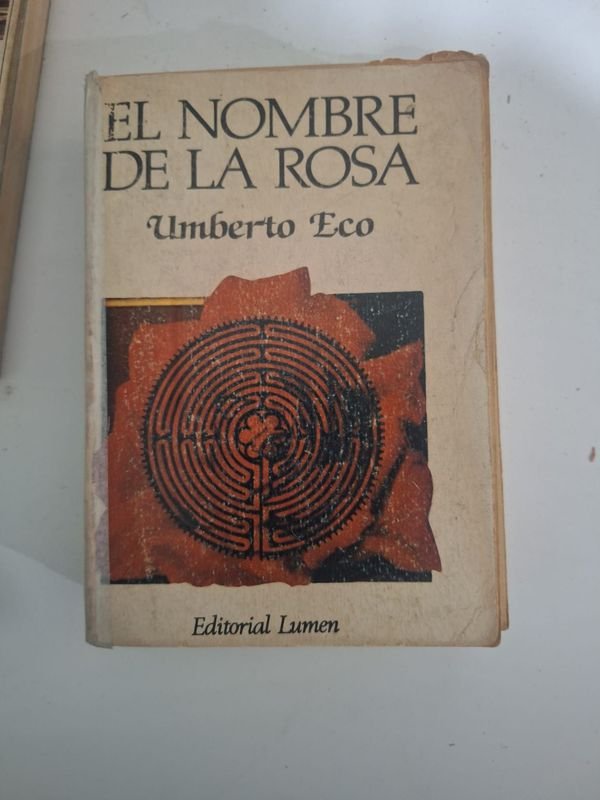 EL NOMBRE
DE LA ROSA
Umberto Eco
Editorial Lumen